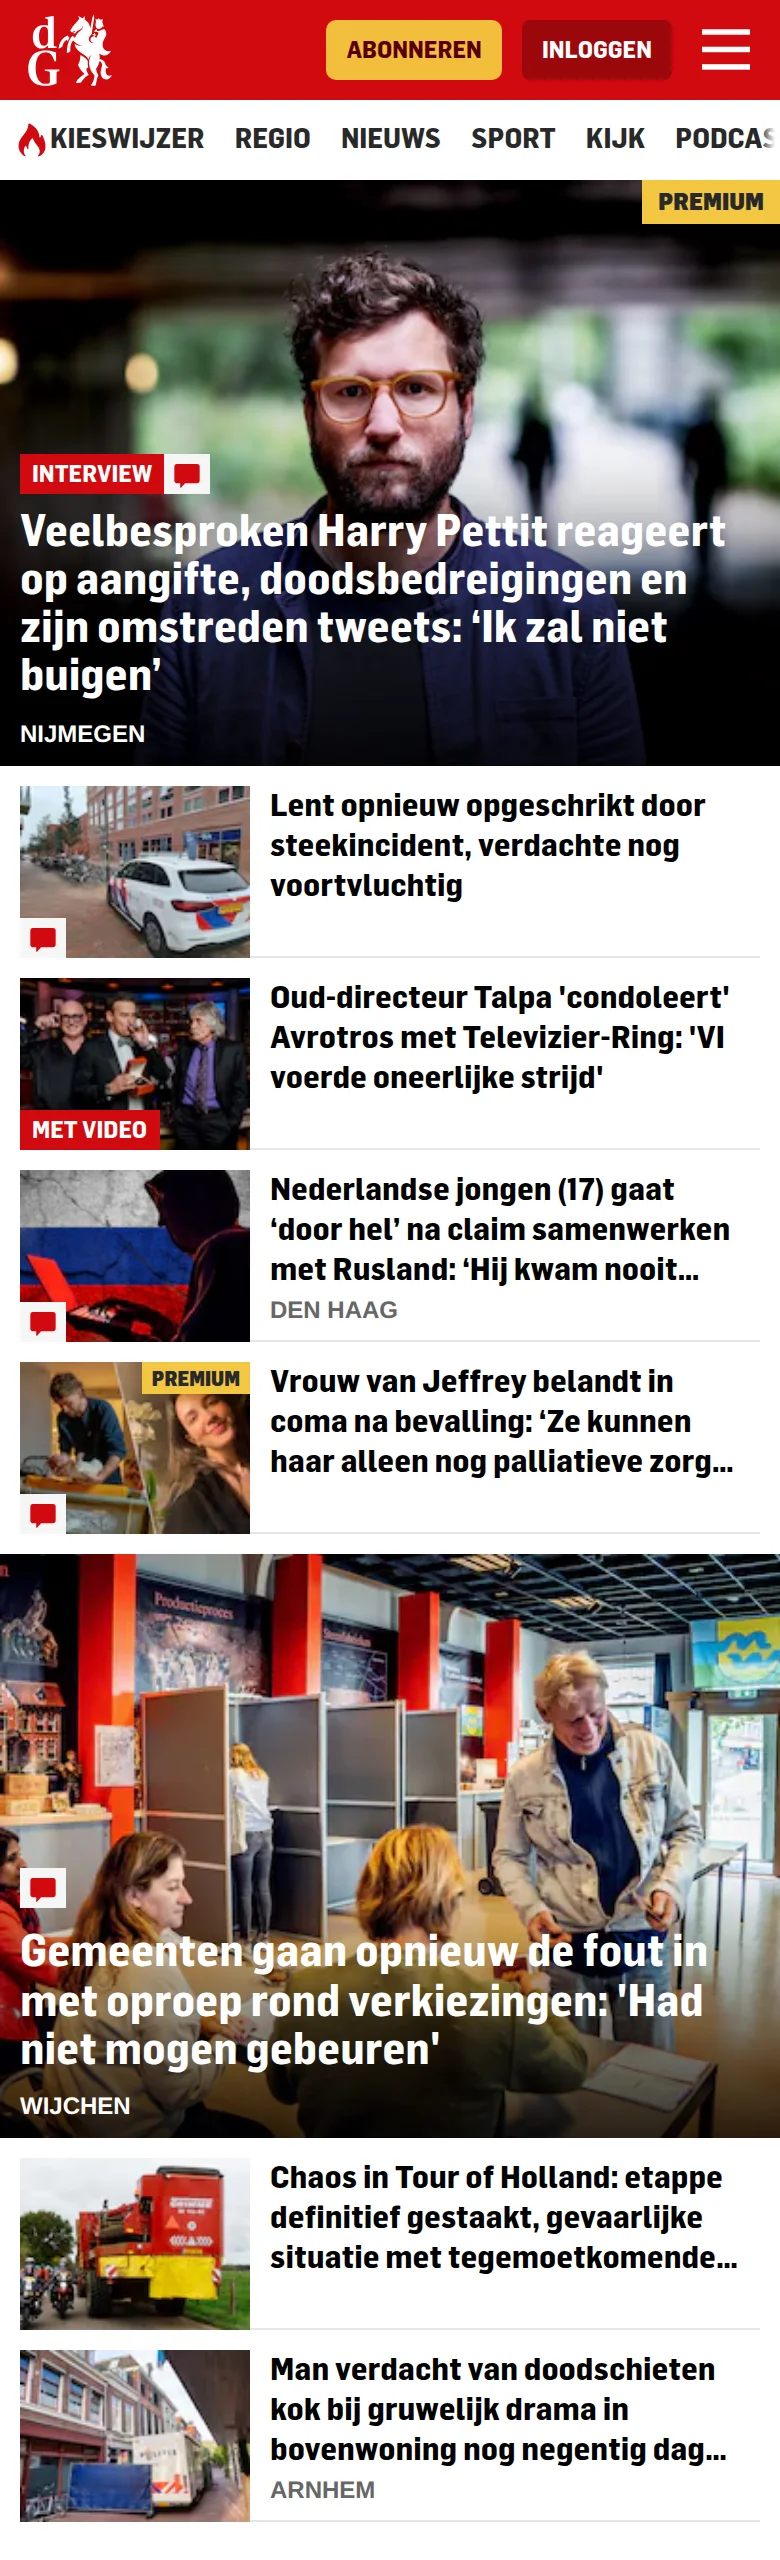 dG
ABONNEREN
INLOGGEN
KIESWIJZER REGIO NIEUWS SPORT KIJK PODCAS
PREMIUM
INTERVIEW
Veelbesproken Harry Pettit reageert
op aangifte, doodsbedreigingen en
zijn omstreden tweets: ‘Ik zal niet
buigen’
NIJMEGEN
Lent opnieuw opgeschrikt door
steekincident, verdachte nog
voortvluchtig
MET VIDEO
Oud-directeur Talpa 'condoleert'
Avrotros met Televizier-Ring: 'VI
voerde oneerlijke strijd'
Nederlandse jongen (17) gaat
‘door hel’ na claim samenwerken
met Rusland: ‘Hij kwam nooit...
DEN HAAG
PREMIUM
Vrouw van Jeffrey belandt in
coma na bevalling: ‘Ze kunnen
haar alleen nog palliatieve zorg...
Productieproces
Gemeenten gaan opnieuw de fout in
met oproep rond verkiezingen: 'Had
niet mogen gebeuren'
WIJCHEN
Chaos in Tour of Holland: etappe
definitief gestaakt, gevaarlijke
situatie met tegemoetkomende...
Man verdacht van doodschieten
kok bij gruwelijk drama in
bovenwoning nog negentig dag...
ARNHEM